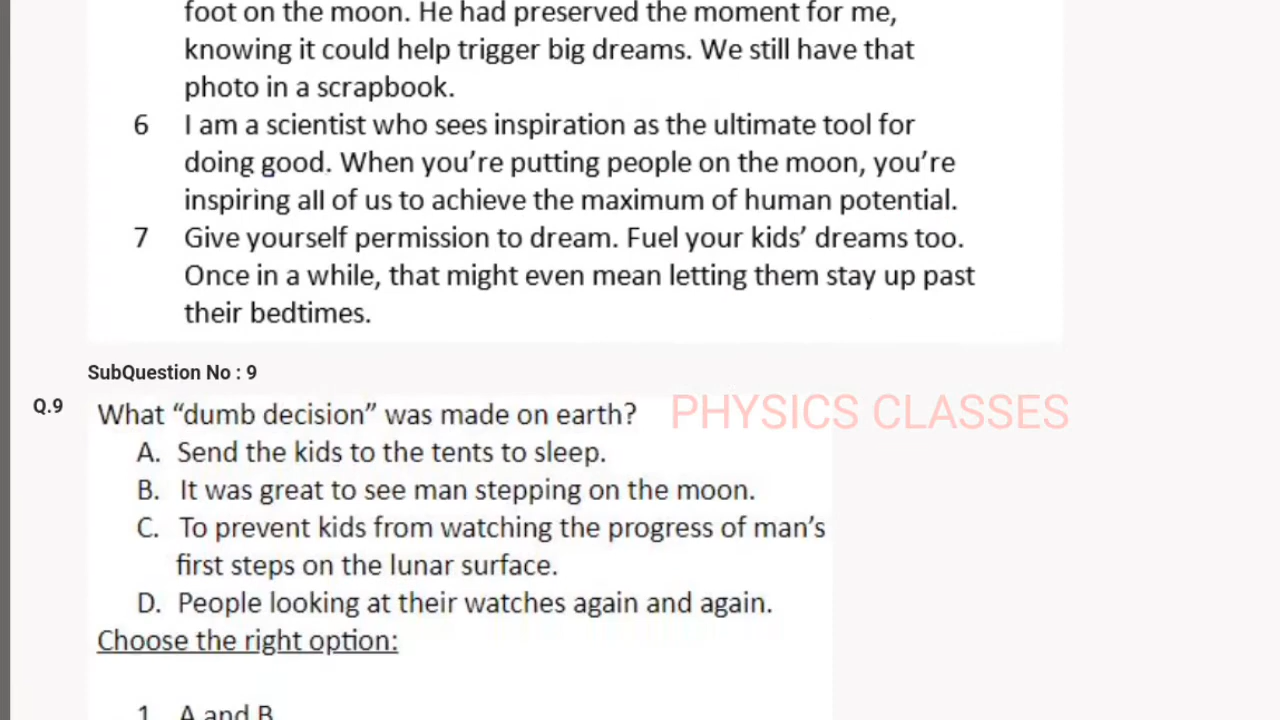 foot on the moon. He had preserved the moment for me,
knowing it could help trigger big dreams. We still have that
photo in a scrapbook.
6 I am a scientist who sees inspiration as the ultimate tool for
doing good. When you’re putting people on the moon, you’re
inspiring all of us to achieve the maximum of human potential.
7 Give yourself permission to dream. Fuel your kids’ dreams too.
Once in a while, that might even mean letting them stay up past
their bedtimes.
SubQuestion No : 9
Q.9 What “dumb decision” was made on earth?
PHYSICS CLASSES
A. Send the kids to the tents to sleep.
B. It was great to see man stepping on the moon.
C. To prevent kids from watching the progress of man’s
first steps on the lunar surface.
D. People looking at their watches again and again.
Choose the right option:
1 A and B